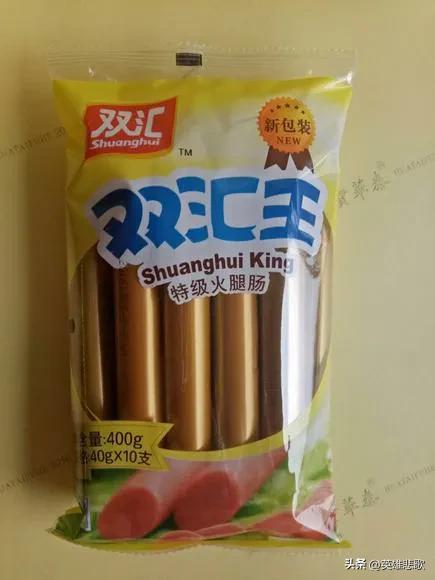 双汇
Shuanghui
TM
新包装
NEW
双汇王
Shuanghui King
特级火腿肠
含量:400g
40g×10支
头条 @英雄悲歌